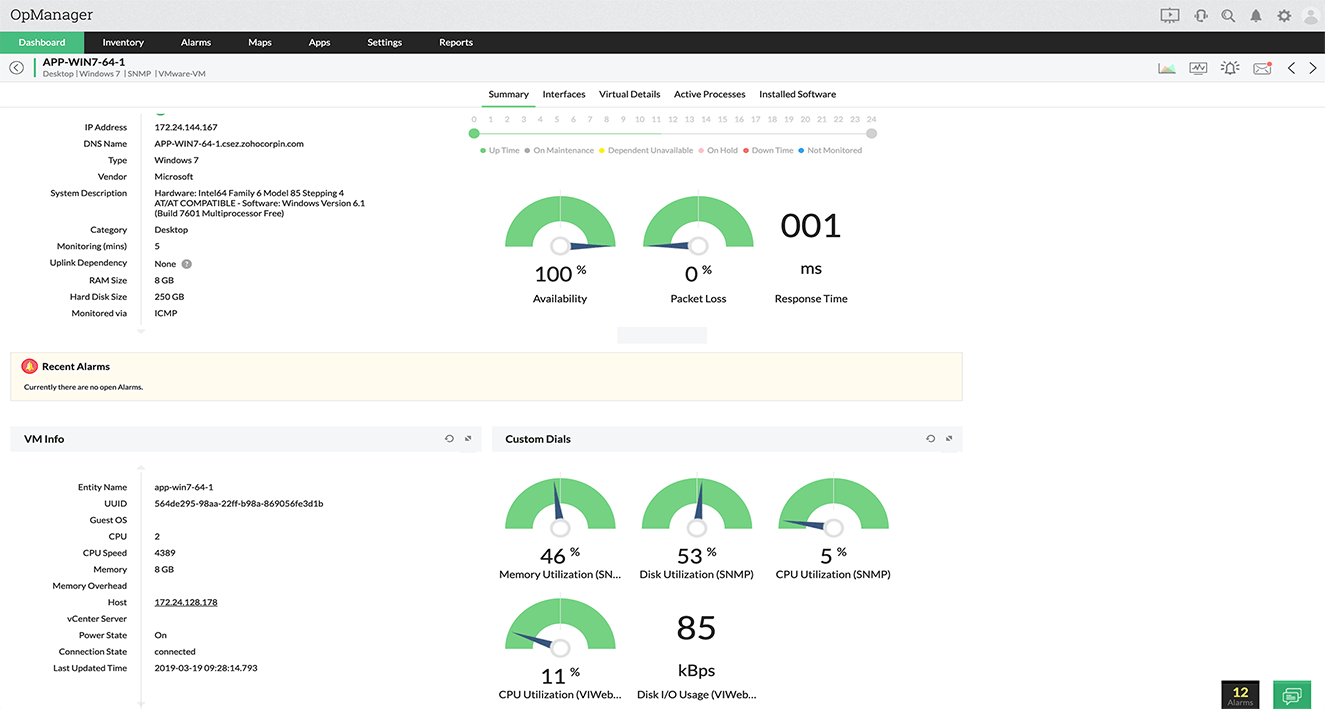 OpManager
Dashboard Inventory Alarms Maps Apps Settings Reports
APP-WIN7-64-1
Desktop | Windows 7 | SNMP | VMware-VM
Summary Interfaces Virtual Details Active Processes Installed Software
IP Address 172.24.144.167
DNS Name APP-WIN7-64-1.csez.zohocorpin.com
Type Windows 7
Vendor Microsoft
System Description Hardware: Intel64 Family 6 Model 85 Stepping 4
AT/AT COMPATIBLE - Software: Windows Version 6.1
(Build 7601 Multiprocessor Free)
Category Desktop
Monitoring (mins) 5
Uplink Dependency None ?
RAM Size 8 GB
Hard Disk Size 250 GB
Monitored via ICMP
0 1 2 3 4 5 6 7 8 9 10 11 12 13 14 15 16 17 18 19 20 21 22 23 24
Up Time On Maintenance Dependent Unavailable On Hold Down Time Not Monitored
100 % 0 % 001
ms
Availability Packet Loss Response Time
Recent Alarms
Currently there are no open Alarms.
VM Info
Entity Name app-win7-64-1
UUID 564de295-98aa-22ff-b98a-869056fe3d1b
Guest OS
CPU 2
CPU Speed 4389
Memory 8 GB
Memory Overhead
Host 172.24.128.178
vCenter Server
Power State On
Connection State connected
Last Updated Time 2019-03-19 09:28:14.793
Custom Dials
46 % 53 % 5 %
Memory Utilization (SN... Disk Utilization (SNMP) CPU Utilization (SNMP)
11 % 85
kBps
CPU Utilization (VIWeb... Disk I/O Usage (VIWeb...
12
Alarms